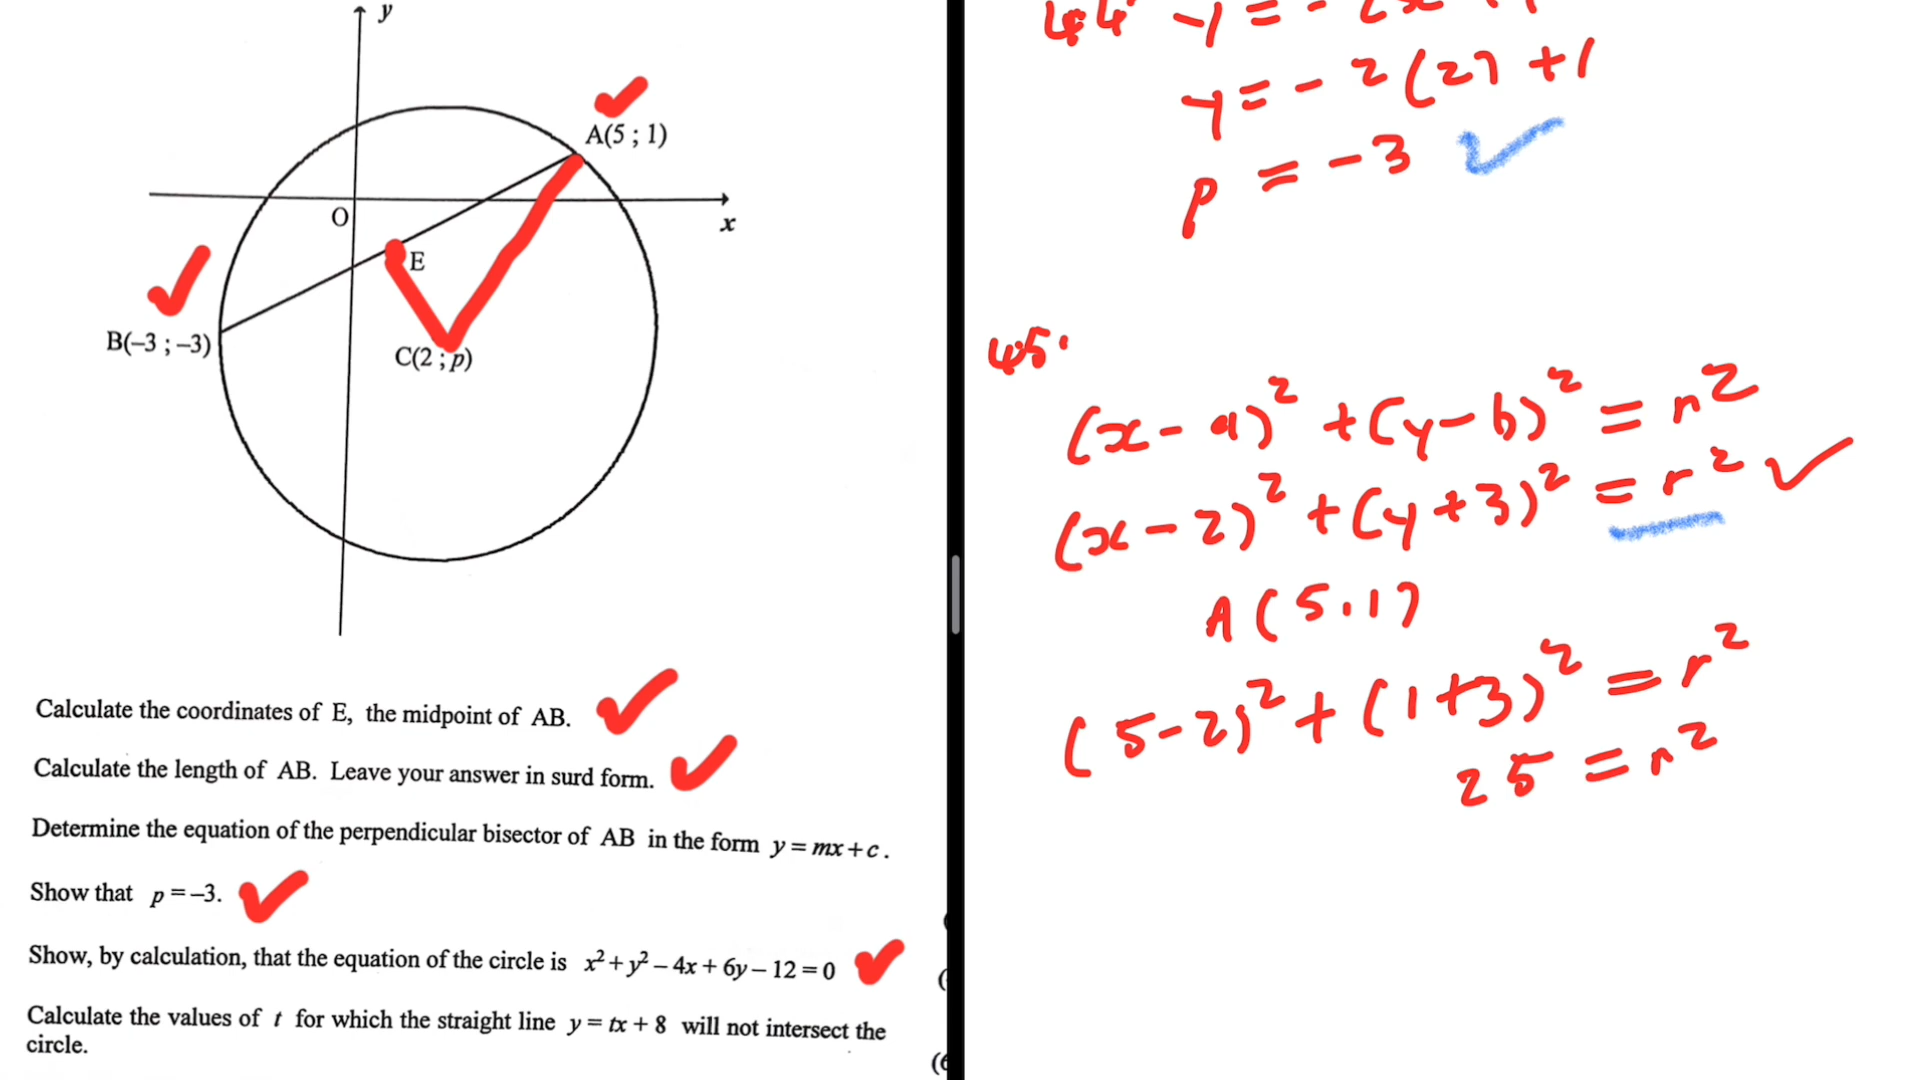 y
A(5 ; 1)
O
x
E
B(–3 ; –3)
C(2 ; p)
Calculate the coordinates of E, the midpoint of AB.
Calculate the length of AB. Leave your answer in surd form.
Determine the equation of the perpendicular bisector of AB in the form y = mx + c .
Show that p = –3.
Show, by calculation, that the equation of the circle is x² + y² – 4x + 6y – 12 = 0
Calculate the values of t for which the straight line y = tx + 8 will not intersect the
circle.
y = - 2 (2) + 1
p = - 3
45.
(x - a)² + (y - b)² = r²
(x - 2)² + (y + 3)² = r²
A (5 . 1)
(5 - 2)² + (1 + 3)² = r²
25 = r²